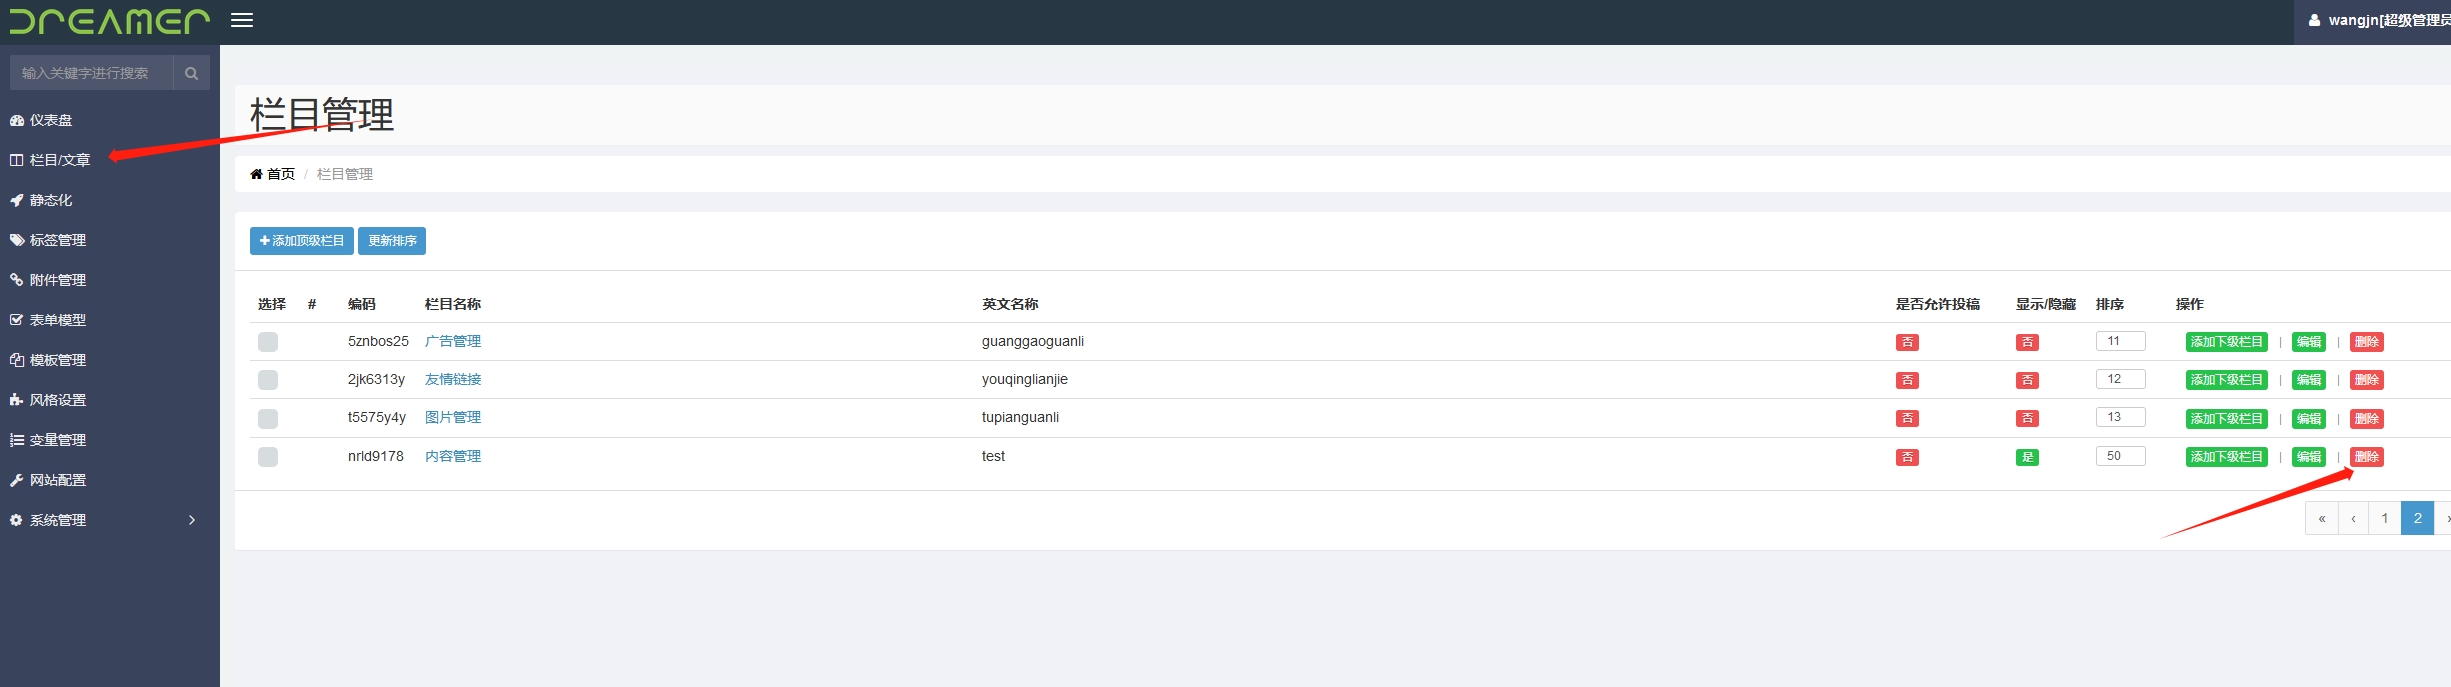 DREAMER
wangjn[超级管理员
输入关键字进行搜索
仪表盘
栏目/文章
静态化
标签管理
附件管理
表单模型
模板管理
风格设置
变量管理
网站配置
系统管理
栏目管理
首页 / 栏目管理
添加顶级栏目 更新排序
选择 # 编码 栏目名称 英文名称 是否允许投稿 显示/隐藏 排序 操作
5znbos25 广告管理 guanggaoguanli 否 否 11 添加下级栏目 | 编辑 | 删除
2jk6313y 友情链接 youqinglianjie 否 否 12 添加下级栏目 | 编辑 | 删除
t5575y4y 图片管理 tupianguanli 否 否 13 添加下级栏目 | 编辑 | 删除
nrld9178 内容管理 test 否 是 50 添加下级栏目 | 编辑 | 删除
« ‹ 1 2 ›